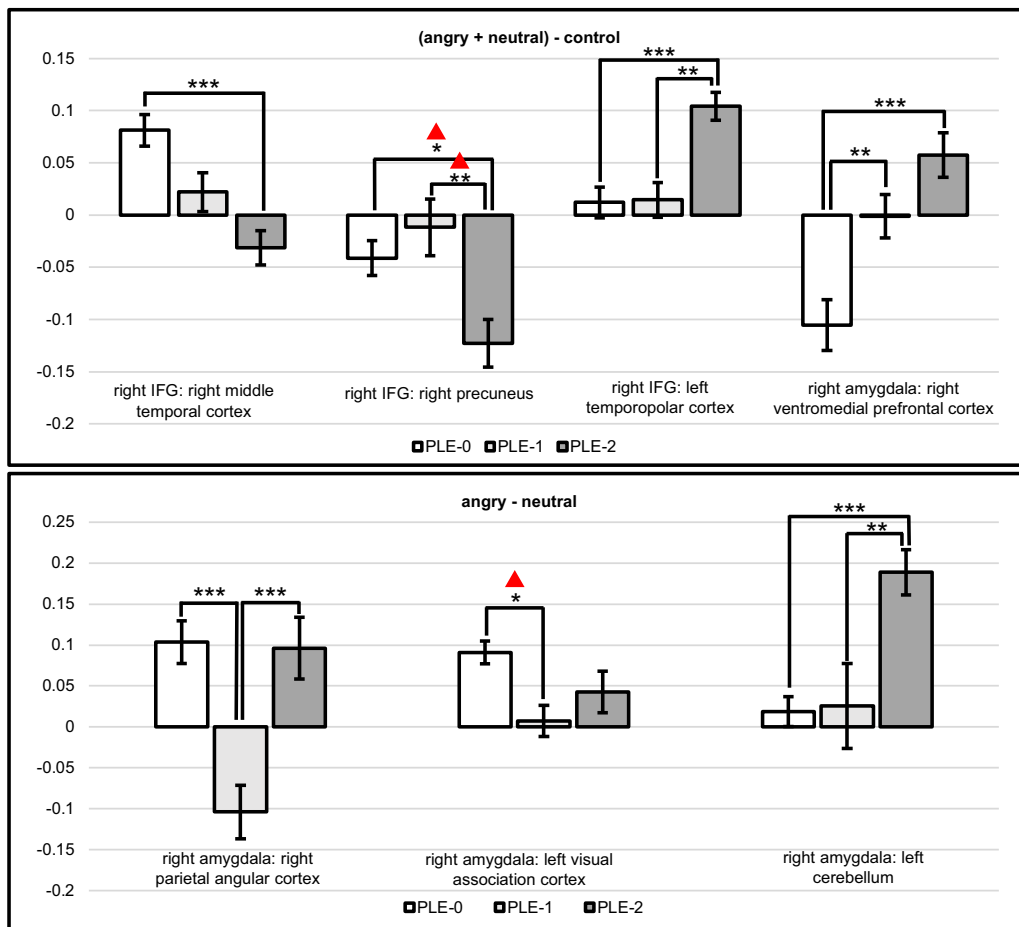 (angry + neutral) - control
0.15
0.1
0.05
0
-0.05
-0.1
-0.15
-0.2
***
*
**
***
**
***
**
right IFG: right middle
temporal cortex
right IFG: right precuneus
right IFG: left
temporopolar cortex
right amygdala: right
ventromedial prefrontal cortex
PLE-0 PLE-1 PLE-2
angry - neutral
0.25
0.2
0.15
0.1
0.05
0
-0.05
-0.1
-0.15
-0.2
*** ***
*
***
**
right amygdala: right
parietal angular cortex
right amygdala: left visual
association cortex
right amygdala: left
cerebellum
PLE-0 PLE-1 PLE-2